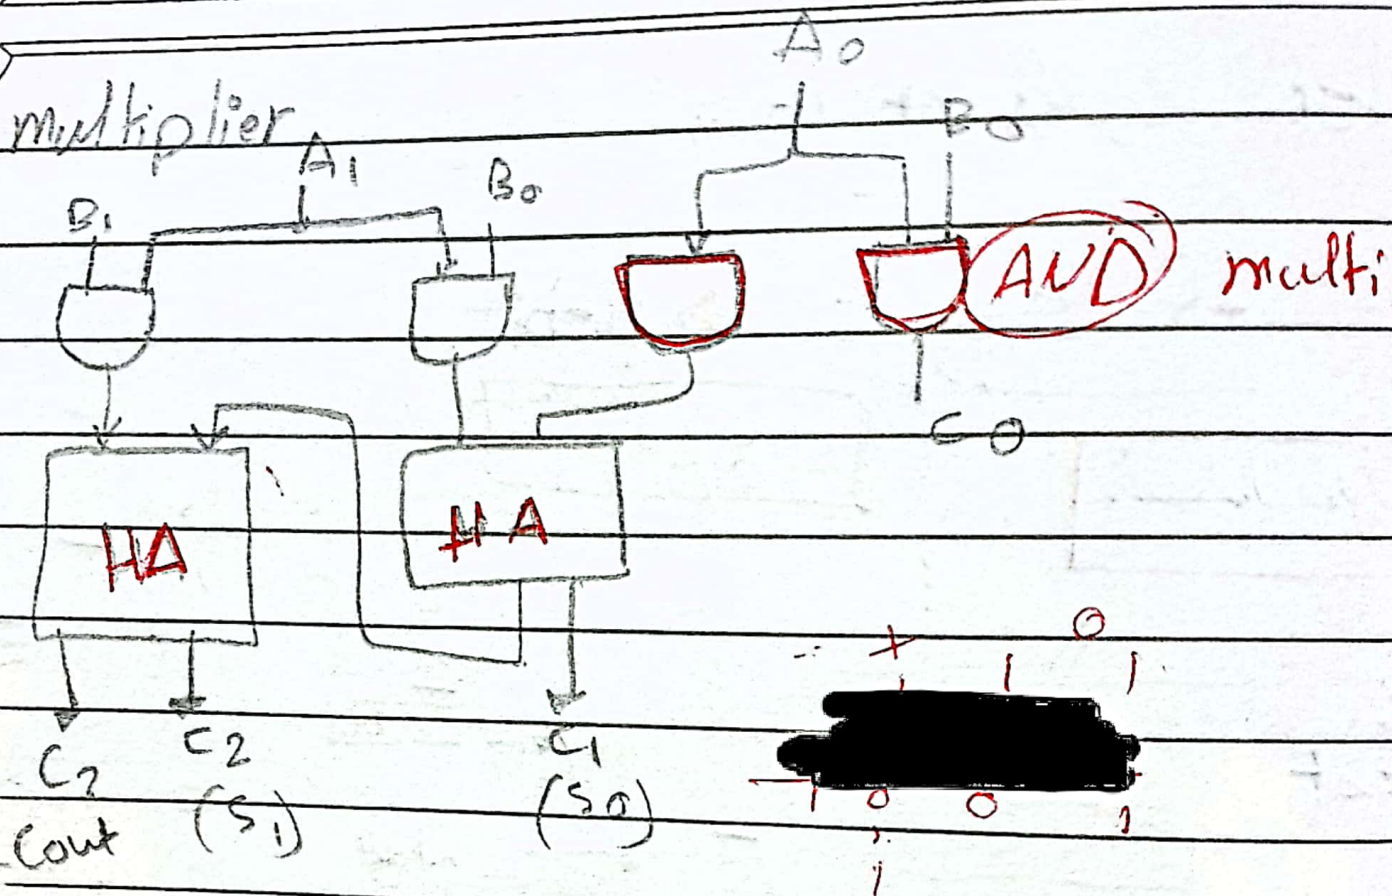 A0
multiplier
A1 B0
B1 B0
AND multi
C0
HA HA
+ 0
1 1 1
C2 C1
Cout (S1) (S0)
1 0 0 1
1